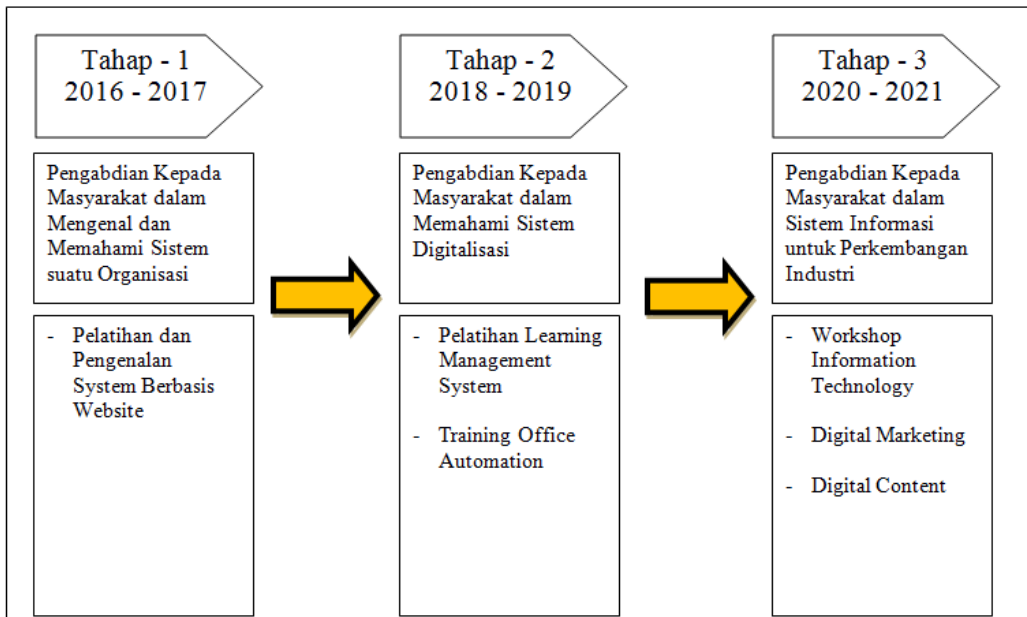 Tahap - 1
2016 - 2017
Pengabdian Kepada
Masyarakat dalam
Mengenal dan
Memahami Sistem
suatu Organisasi
- Pelatihan dan
Pengenalan
System Berbasis
Website
Tahap - 2
2018 - 2019
Pengabdian Kepada
Masyarakat dalam
Memahami Sistem
Digitalisasi
- Pelatihan Learning
Management
System
- Training Office
Automation
Tahap - 3
2020 - 2021
Pengabdian Kepada
Masyarakat dalam
Sistem Informasi
untuk Perkembangan
Industri
- Workshop
Information
Technology
- Digital Marketing
- Digital Content